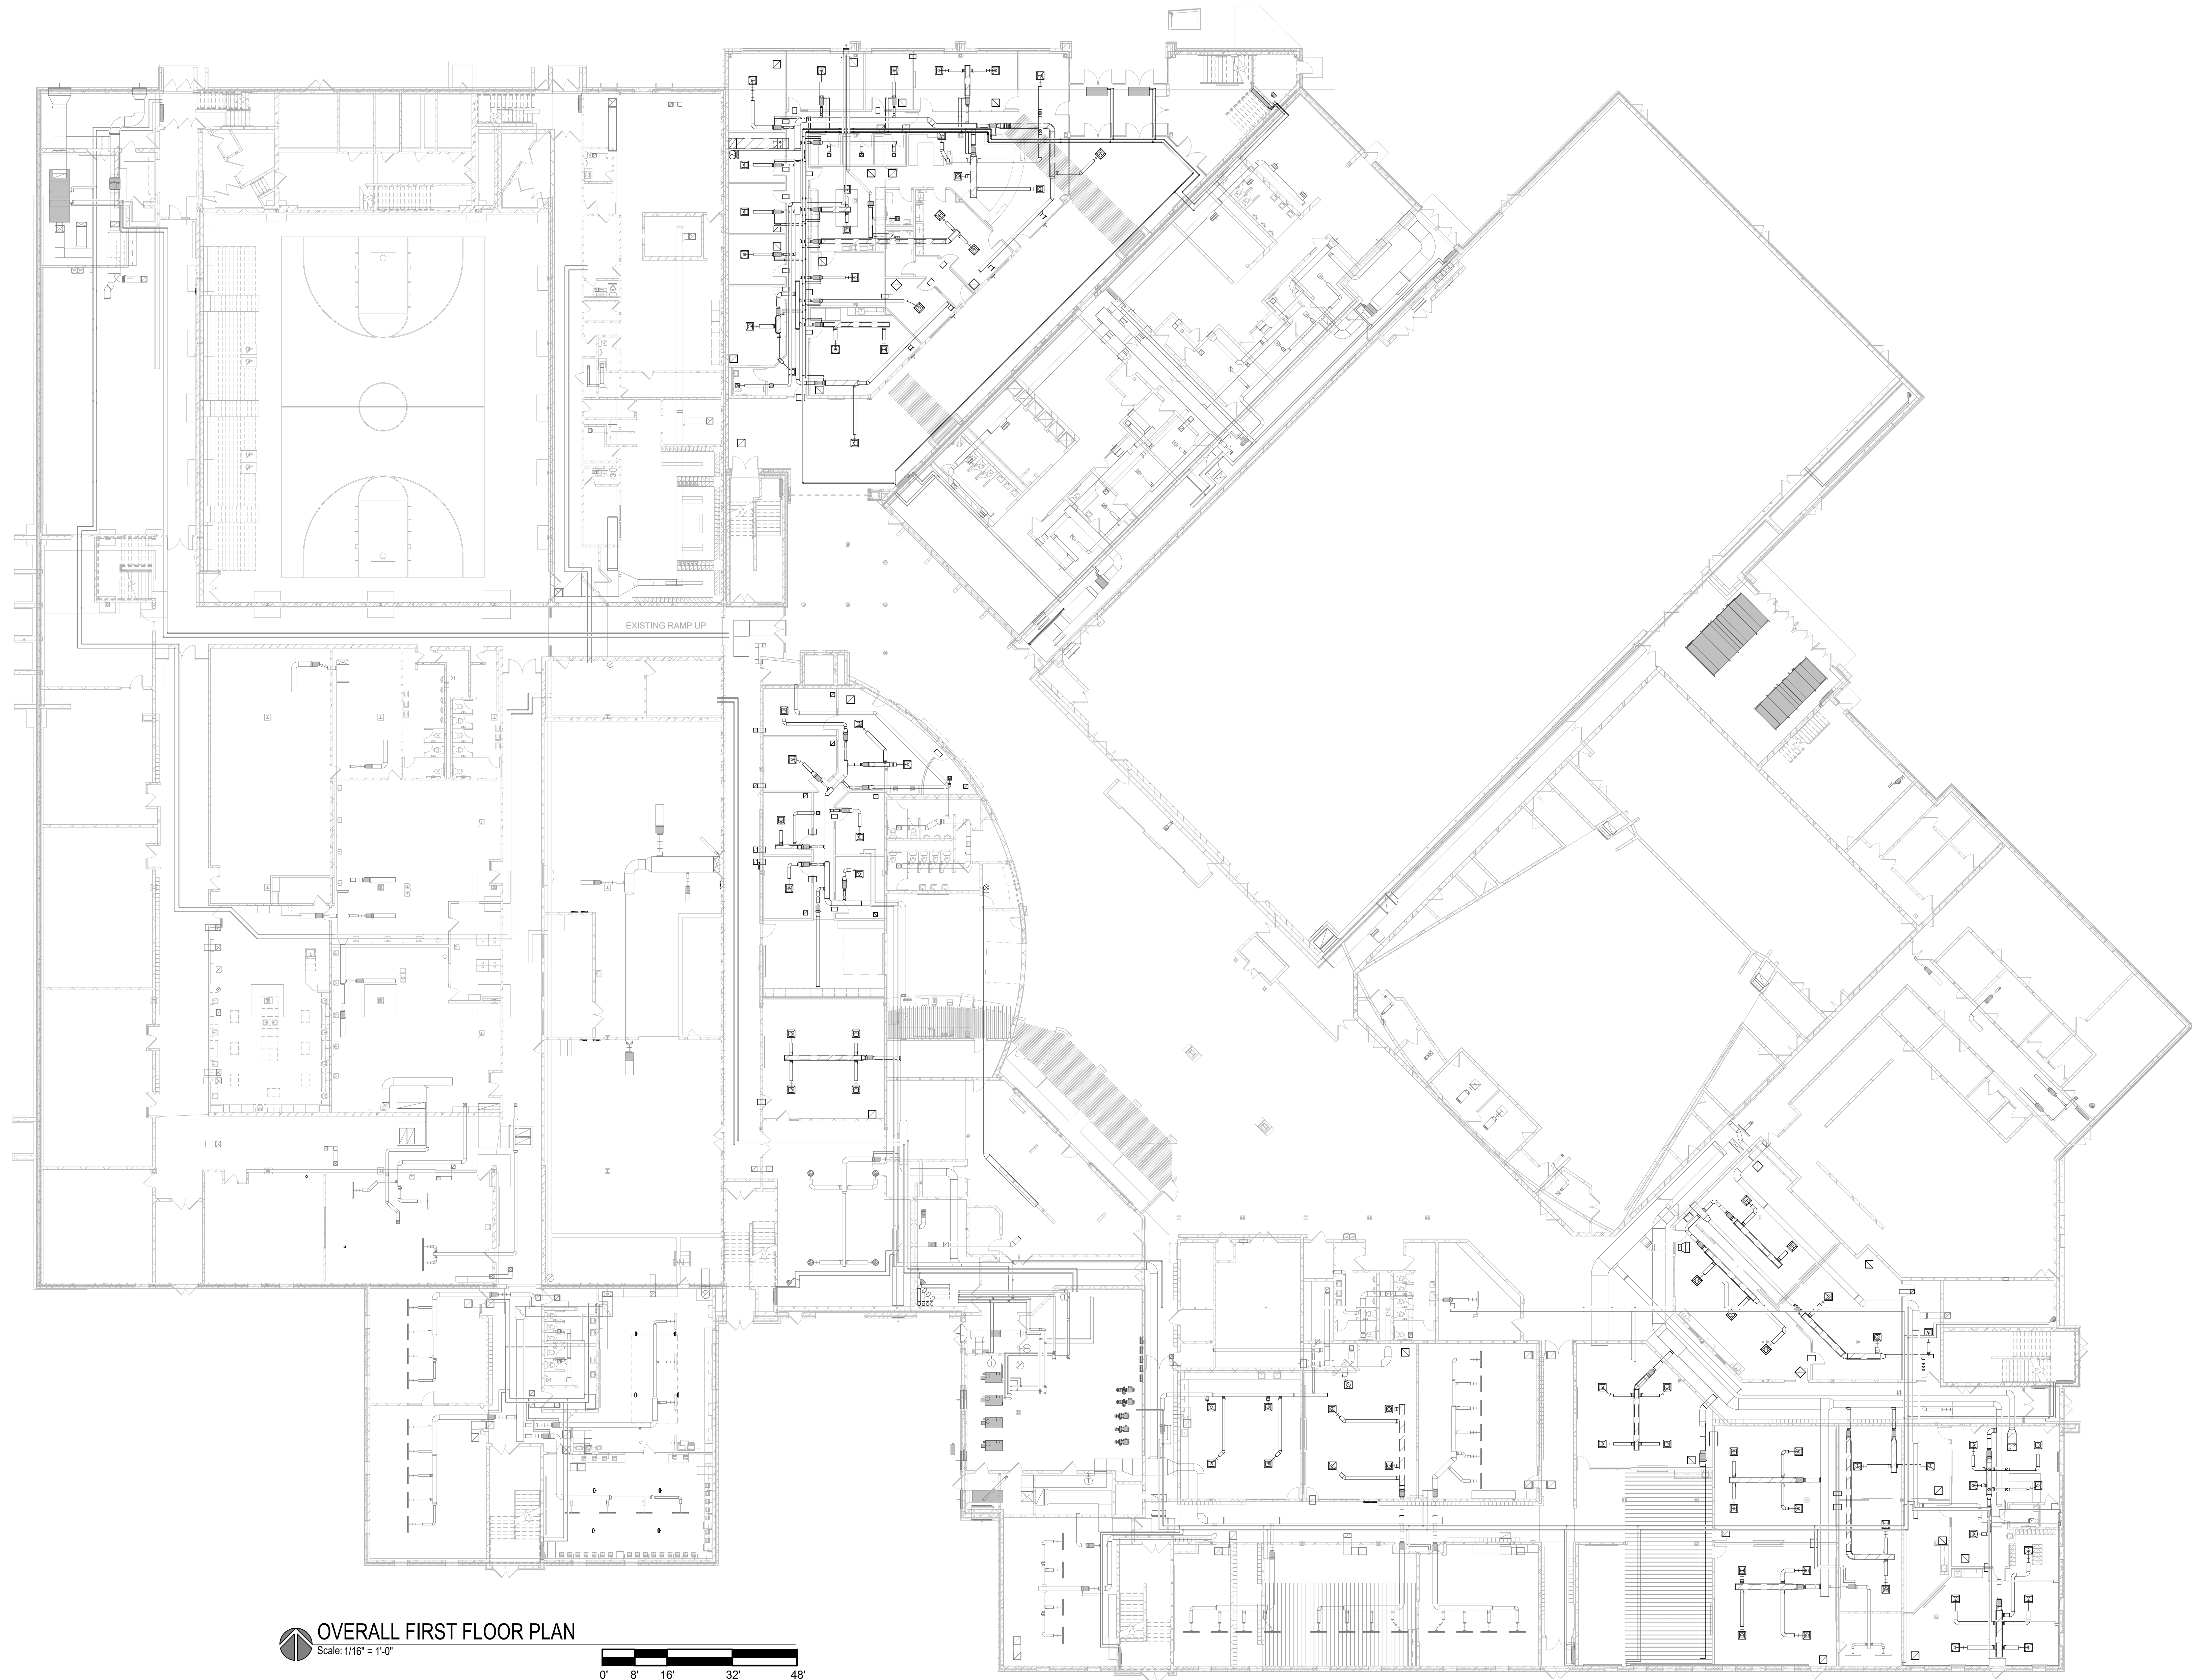 EXISTING RAMP UP
OVERALL FIRST FLOOR PLAN
Scale: 1/16" = 1'-0"
0' 8' 16' 32' 48'